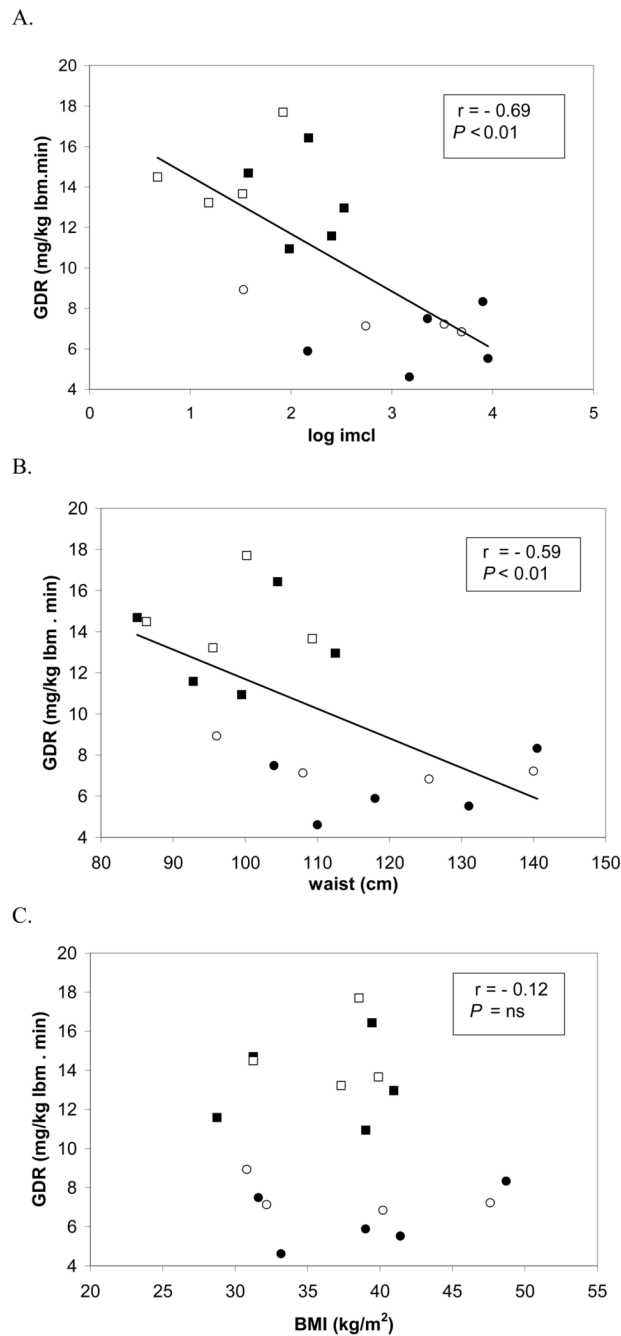 A.
20
18
16
14
12
10
8
6
4
GDR (mg/kg lbm.min)
r = - 0.69
P < 0.01
0 1 2 3 4 5
log imcl
B.
20
18
16
14
12
10
8
6
4
GDR (mg/kg lbm . min)
r = - 0.59
P < 0.01
80 90 100 110 120 130 140 150
waist (cm)
C.
20
18
16
14
12
10
8
6
4
GDR (mg/kg lbm . min)
r = - 0.12
P = ns
20 25 30 35 40 45 50 55
BMI (kg/m²)